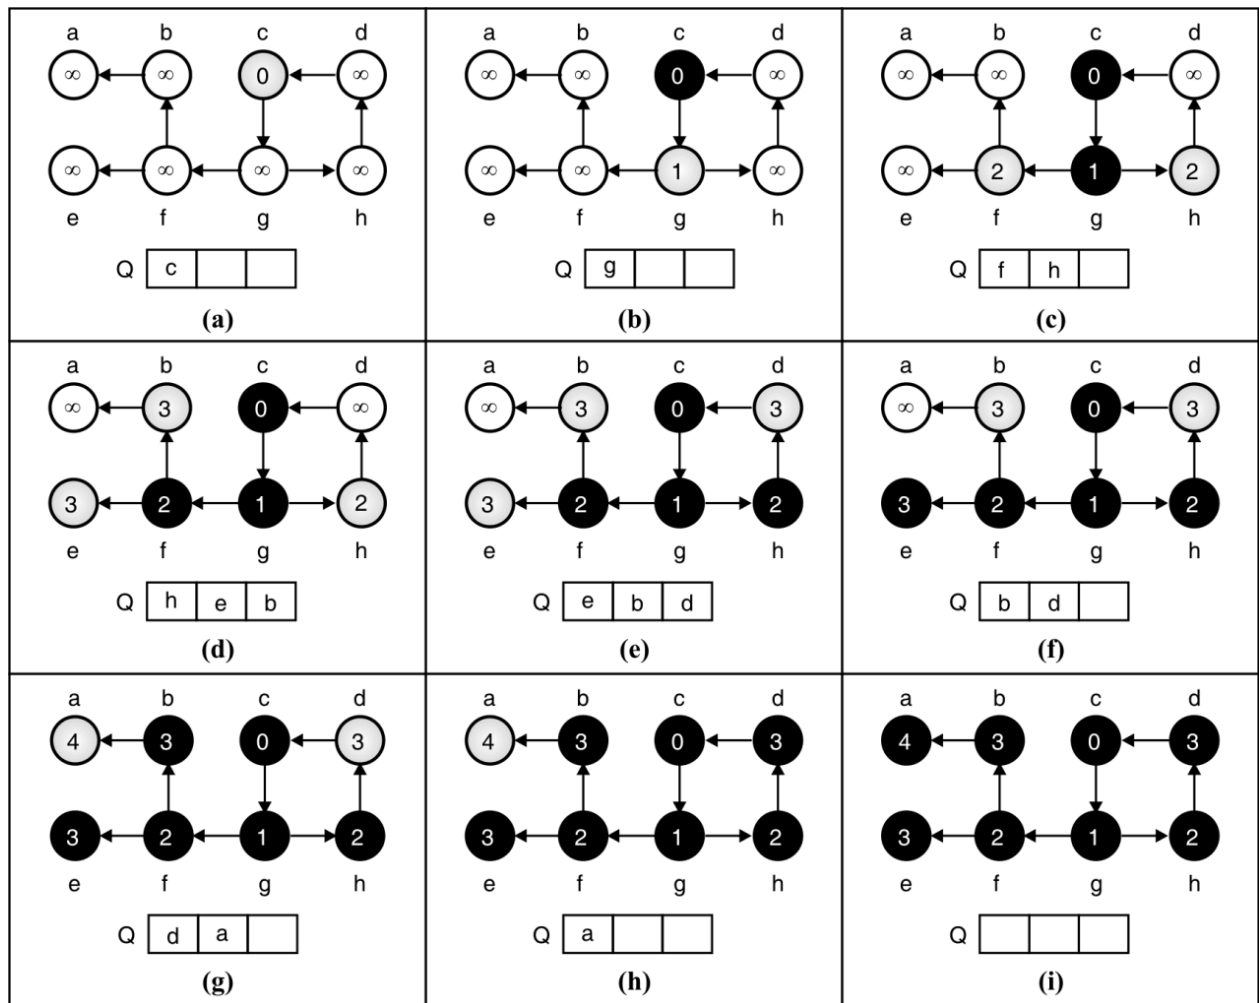 a b c d a b c d a b c d
∞ ∞ 0 ∞ ∞ ∞ 0 ∞ ∞ ∞ 0 ∞
∞ ∞ ∞ ∞ ∞ ∞ 1 ∞ ∞ 2 1 2
e f g h e f g h e f g h
Q c Q g Q f h
(a) (b) (c)
a b c d a b c d a b c d
∞ 3 0 ∞ ∞ 3 0 3 ∞ 3 0 3
3 2 1 2 3 2 1 2 3 2 1 2
e f g h e f g h e f g h
Q h e b Q e b d Q b d
(d) (e) (f)
a b c d a b c d a b c d
4 3 0 3 4 3 0 3 4 3 0 3
3 2 1 2 3 2 1 2 3 2 1 2
e f g h e f g h e f g h
Q d a Q a Q
(g) (h) (i)